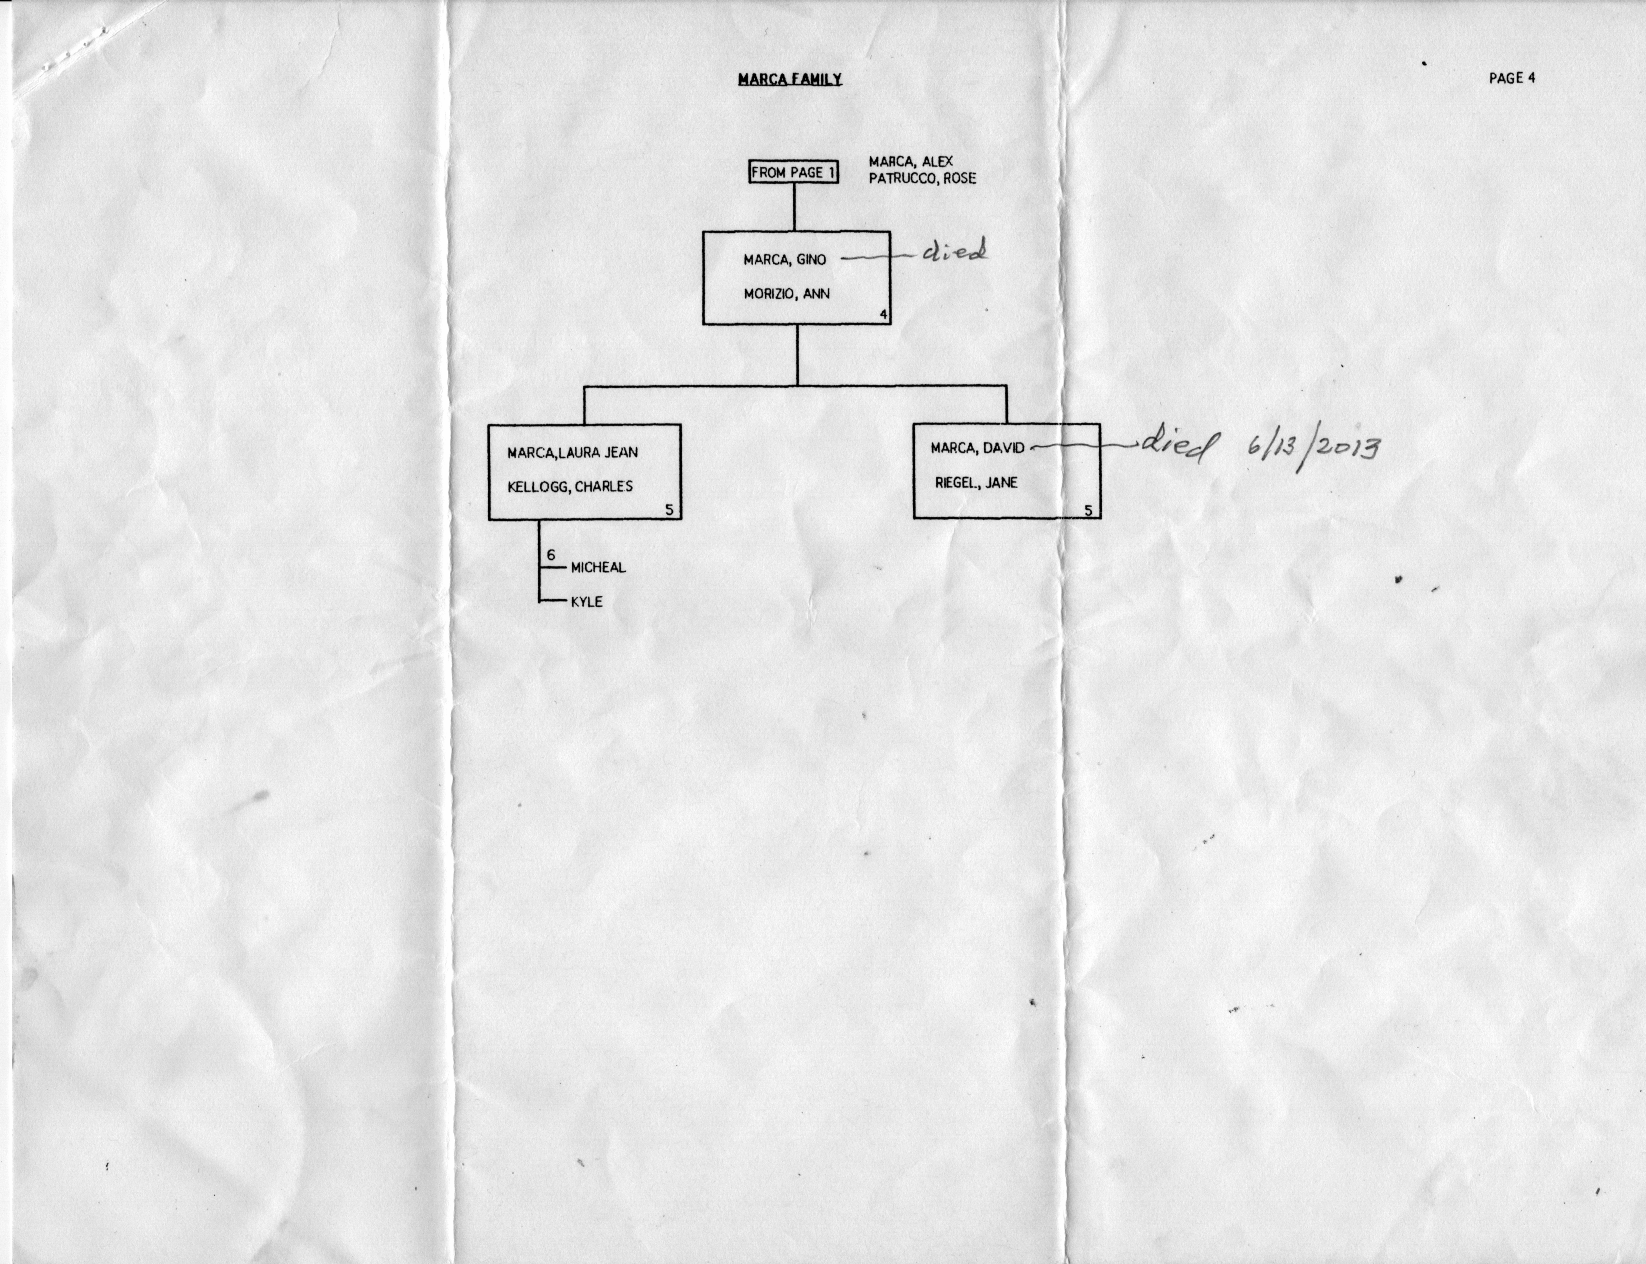 MARCA FAMILY
PAGE 4
FROM PAGE 1
MARCA, ALEX
PATRUCCO, ROSE
MARCA, GINO died
MORIZIO, ANN
4
MARCA,LAURA JEAN
KELLOGG, CHARLES
5
MARCA, DAVID died 6/13/2013
RIEGEL, JANE
5
6
MICHEAL
KYLE